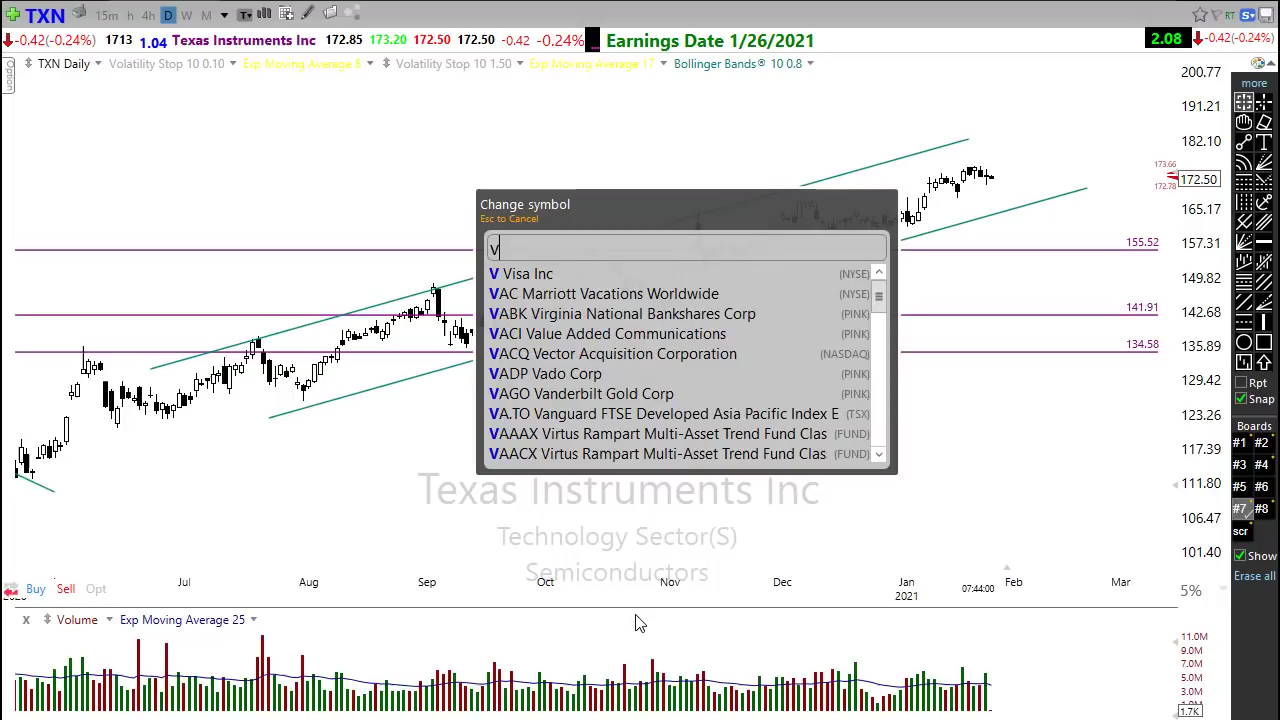 TXN 15m h 4h D W M T
-0.42(-0.24%) 1713 1.04 Texas Instruments Inc 172.85 173.20 172.50 172.50 -0.42 -0.24% Earnings Date 1/26/2021 2.08 -0.42(-0.24%)
RT S
Option
TXN Daily Volatility Stop 10 0.10 Exp Moving Average 8 Volatility Stop 10 1.50 Exp Moving Average 17 Bollinger Bands® 10 0.8
200.77
191.21
182.10
173.66
172.50
172.78
165.17
155.52
157.31
149.82
141.91
142.68
134.58
135.89
129.42
123.26
117.39
111.80
106.47
101.40
Change symbol
Esc to Cancel
V
V Visa Inc (NYSE)
VAC Marriott Vacations Worldwide (NYSE)
VABK Virginia National Bankshares Corp (PINK)
VACI Value Added Communications (PINK)
VACQ Vector Acquisition Corporation (NASDAQ)
VADP Vado Corp (PINK)
VAGO Vanderbilt Gold Corp (PINK)
VA.TO Vanguard FTSE Developed Asia Pacific Index E (TSX)
VAAAX Virtus Rampart Multi-Asset Trend Fund Clas (FUND)
VAACX Virtus Rampart Multi-Asset Trend Fund Clas (FUND)
Texas Instruments Inc
Technology Sector(S)
Semiconductors
Jul Aug Sep Oct Nov Dec Jan Feb Mar
2021 07:44:00
Buy Sell Opt
5%
X Volume Exp Moving Average 25
11.0M
9.0M
7.0M
5.0M
3.0M
1.7K
more
T
Rpt
Snap
Boards
#1 #2
#3 #4
#5 #6
#7 #8
scr
Show
Erase all